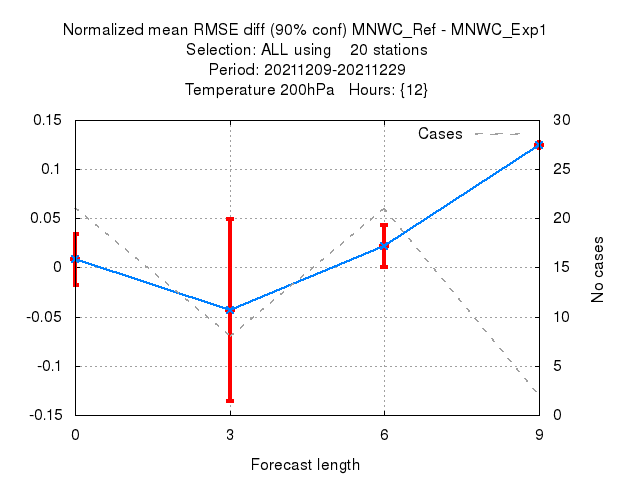 Normalized mean RMSE diff (90% conf) MNWC_Ref - MNWC_Exp1
Selection: ALL using    20 stations
Period: 20211209-20211229
Temperature 200hPa   Hours: {12}
Cases
0.15
0.1
0.05
0
-0.05
-0.1
-0.15
30
25
20
15
10
5
0
No cases
0 3 6 9
Forecast length